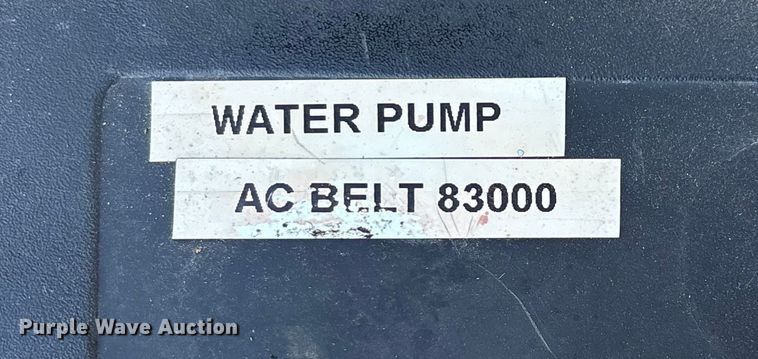 WATER PUMP
AC BELT 83000
Purple Wave Auction